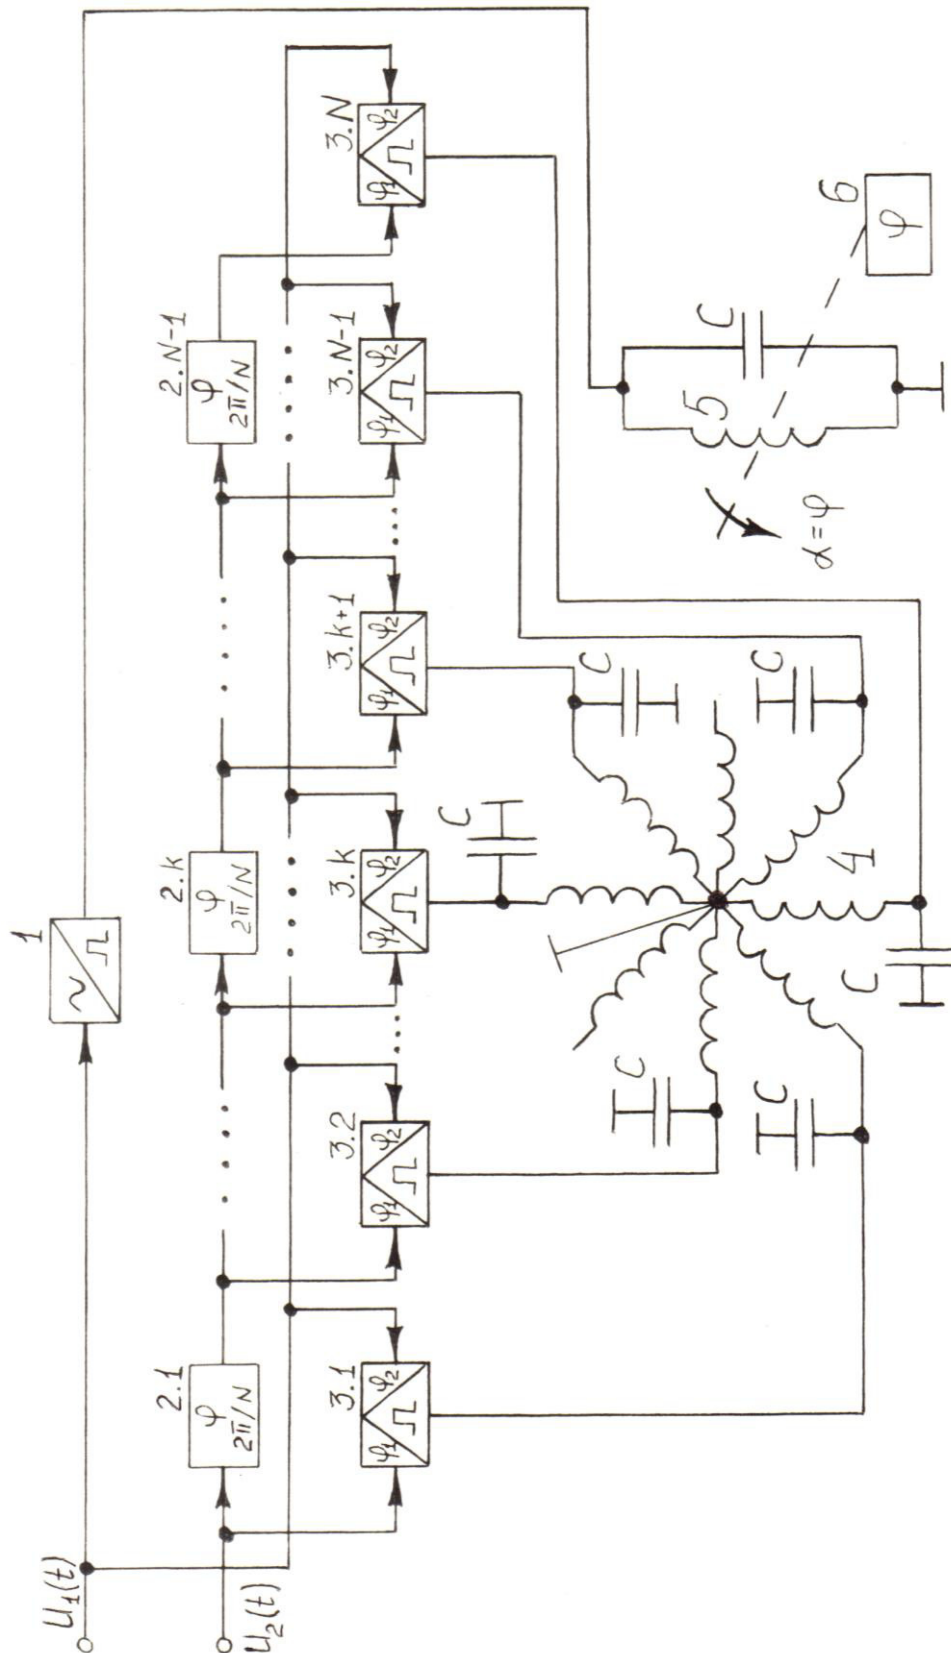 U₁(t)
1
~
U₂(t)
2.1
φ
2π/N
2.k
φ
2π/N
2.N-1
φ
2π/N
3.1
φ₁ φ₂
3.2
φ₁ φ₂
3.k
φ₁ φ₂
3.k+1
φ₁ φ₂
3.N-1
φ₁ φ₂
3.N
φ₁ φ₂
C
C
C
C
C
C
4
5
C
α=φ
6
φ